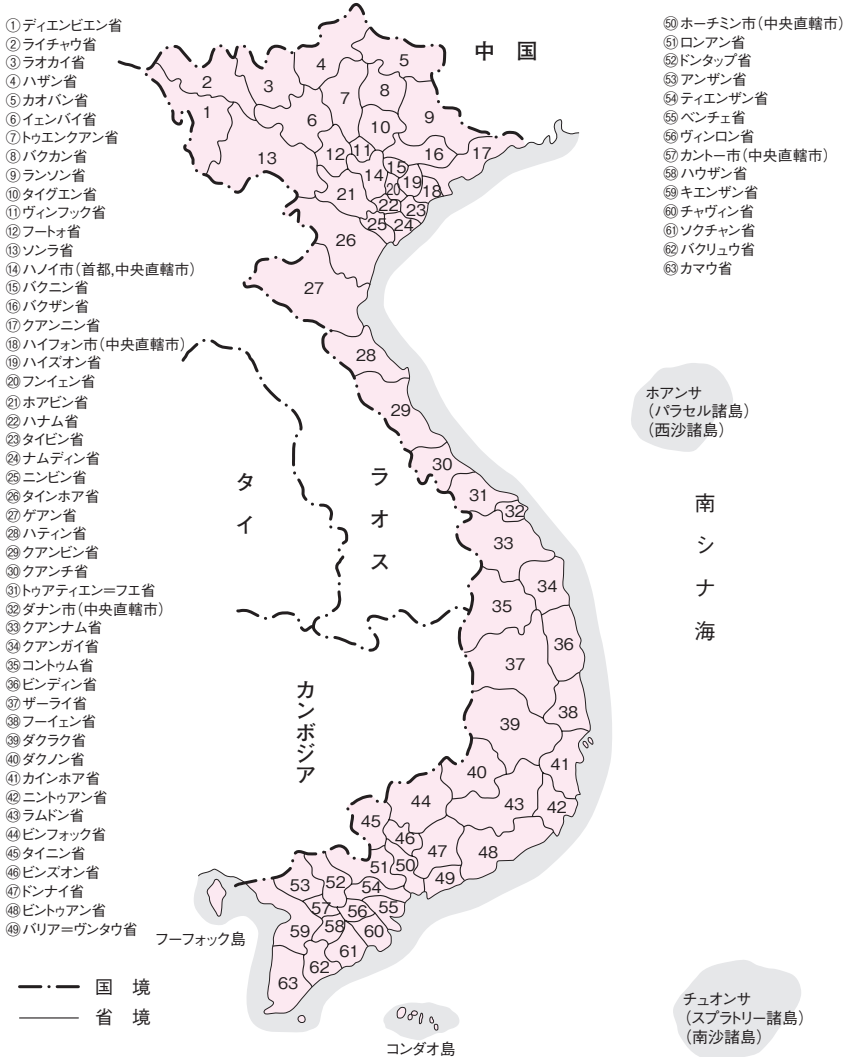 ①ディエンビエン省
②ライチャウ省
③ラオカイ省
④ハザン省
⑤カオバン省
⑥イェンバイ省
⑦トゥエンクアン省
⑧バクカン省
⑨ランソン省
⑩タイグエン省
⑪ヴィンフック省
⑫フートォ省
⑬ソンラ省
⑭ハノイ市(首都,中央直轄市)
⑮バクニン省
⑯バクザン省
⑰クアンニン省
⑱ハイフォン市(中央直轄市)
⑲ハイズオン省
⑳フンイェン省
㉑ホアビン省
㉒ハナム省
㉓タイビン省
㉔ナムディン省
㉕ニンビン省
㉖タインホア省
㉗ゲアン省
㉘ハティン省
㉙クアンビン省
㉚クアンチ省
㉛トゥアティエン=フエ省
㉜ダナン市(中央直轄市)
㉝クアンナム省
㉞クアンガイ省
㉟コントゥム省
㊱ビンディン省
㊲ザーライ省
㊳フーイェン省
㊴ダクラク省
㊵ダクノン省
㊶カインホア省
㊷ニントゥアン省
㊸ラムドン省
㊹ビンフォック省
㊺タイニン省
㊻ビンズオン省
㊼ドンナイ省
㊽ビントゥアン省
㊾バリア=ヴンタウ省
㊿ホーチミン市(中央直轄市)
51ロンアン省
52ドンタップ省
53アンザン省
54ティエンザン省
55ベンチェ省
56ヴィンロン省
57カントー市(中央直轄市)
58ハウザン省
59キエンザン省
60チャヴィン省
61ソクチャン省
62バクリュウ省
63カマウ省
中国
1
2
3
4
5
6
7
8
9
10
11
12
13
14
15
16
17
18
19
20
21
22
23
24
25
26
27
28
29
30
31
32
33
34
35
36
37
38
39
40
41
42
43
44
45
46
47
48
49
50
51
52
53
54
55
56
57
58
59
60
61
62
63
タイ
ラオス
カンボジア
南シナ海
ホアンサ
(パラセル諸島)
(西沙諸島)
フーフォック島
コンダオ島
チュオンサ
(スプラトリー諸島)
(南沙諸島)
国境
省境